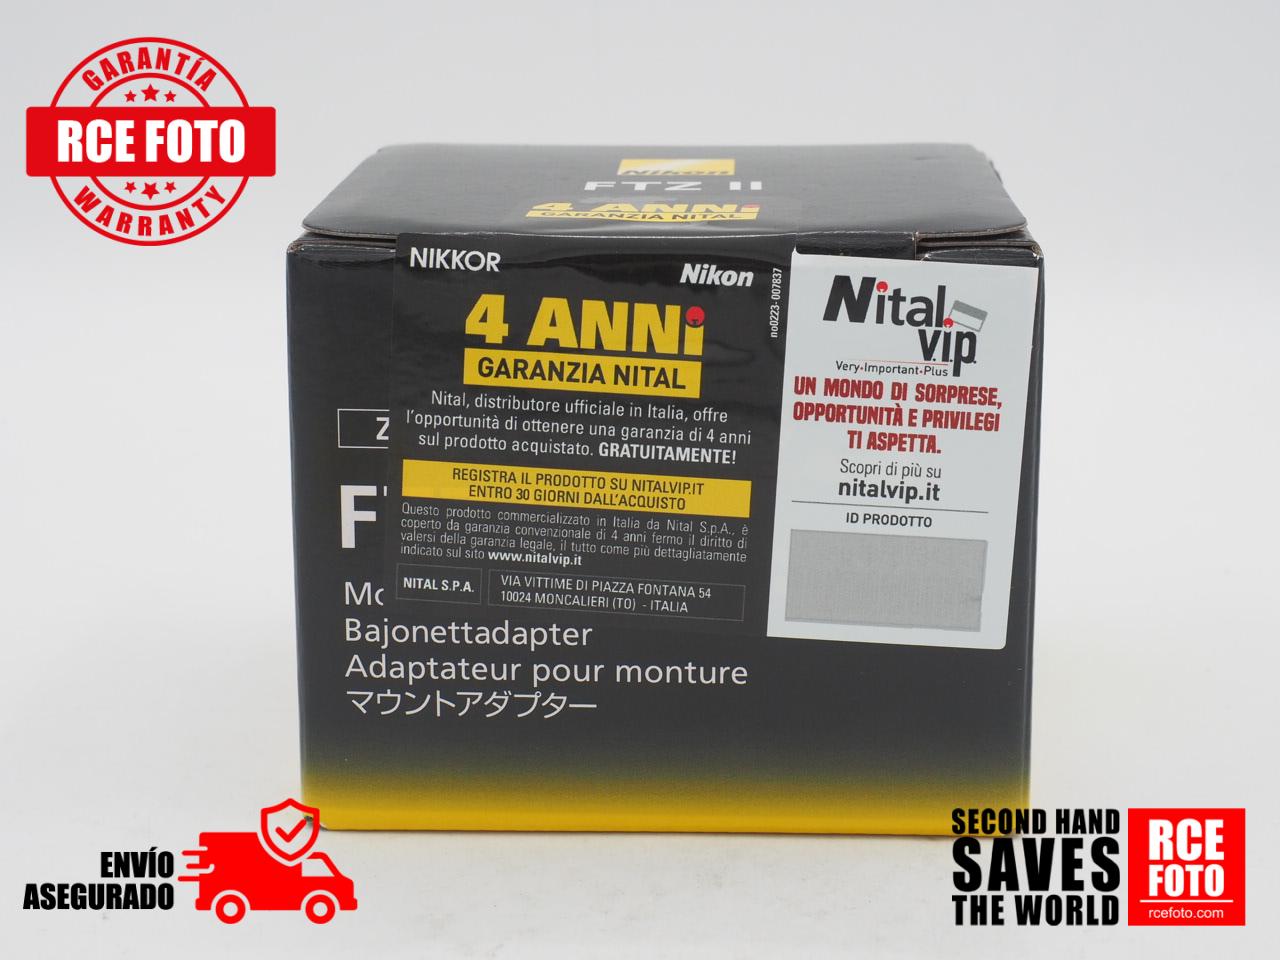 GARANTÍA
RCE FOTO
WARRANTY
Nikon
FTZ II
4 ANNi
GARANZIA NITAL
NIKKOR
Nikon
no0223-007837
4 ANNi
GARANZIA NITAL
Nital, distributore ufficiale in Italia, offre
l'opportunità di ottenere una garanzia di 4 anni
sul prodotto acquistato. GRATUITAMENTE!
REGISTRA IL PRODOTTO SU NITALVIP.IT
ENTRO 30 GIORNI DALL'ACQUISTO
Questo prodotto commercializzato in Italia da Nital S.p.A., è
coperto da garanzia convenzionale di 4 anni fermo il diritto di
valersi della garanzia legale, il tutto come più dettagliatamente
indicato sul sito www.nitalvip.it
NITAL S.P.A.
VIA VITTIME DI PIAZZA FONTANA 54
10024 MONCALIERI (TO) - ITALIA
Nital
v.i.p.
Very•Important•Plus
UN MONDO DI SORPRESE,
OPPORTUNITÀ E PRIVILEGI
TI ASPETTA.
Scopri di più su
nitalvip.it
ID PRODOTTO
Z
Bajonettadapter
Adaptateur pour monture
マウントアダプター
ENVÍO
ASEGURADO
SECOND HAND
SAVES
THE WORLD
RCE
FOTO
rcefoto.com